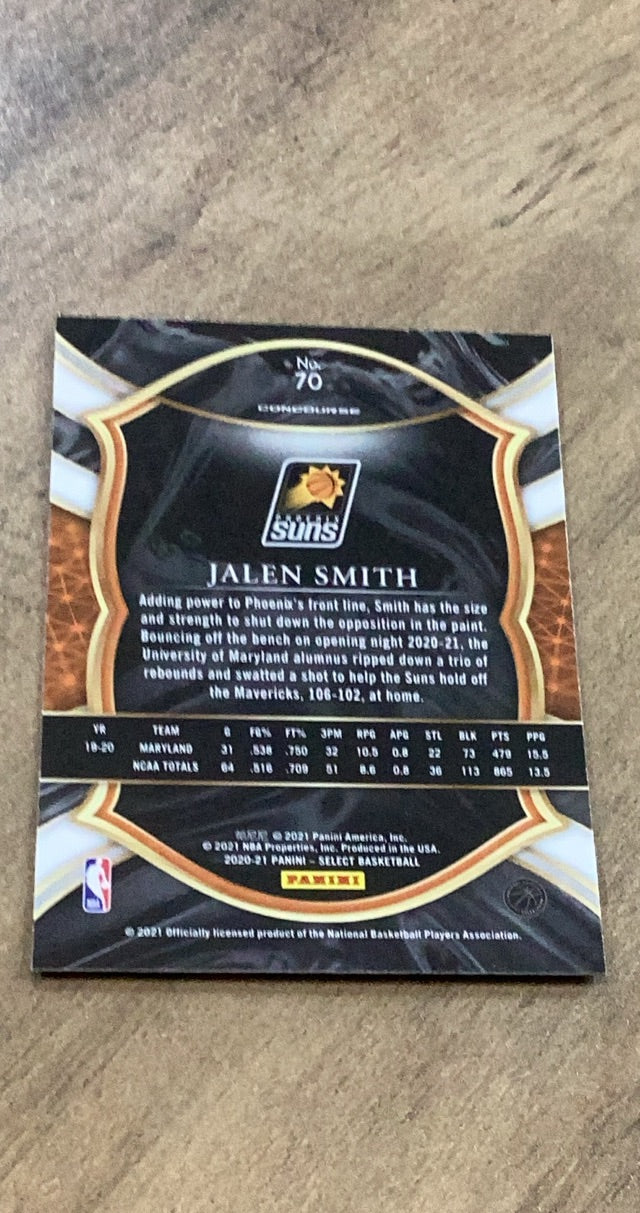 No.
70
CONCOURSE
PHOENIX
SUNS
JALEN SMITH
Adding power to Phoenix's front line, Smith has the size
and strength to shut down the opposition in the paint.
Bouncing off the bench on opening night 2020-21, the
University of Maryland alumnus ripped down a trio of
rebounds and swatted a shot to help the Suns hold off
the Mavericks, 106-102, at home.
YR TEAM G FG% FT% 3PM RPG APG STL BLK PTS PPG
19-20 MARYLAND 31 .538 .750 32 10.5 0.8 22 73 479 15.5
NCAA TOTALS 64 .516 .709 51 8.6 0.8 36 113 865 13.5
© 2021 Panini America, Inc.
© 2021 NBA Properties, Inc. Produced in the USA.
2020-21 PANINI – SELECT BASKETBALL
PANINI
NBA
© 2021 Officially licensed product of the National Basketball Players Association.